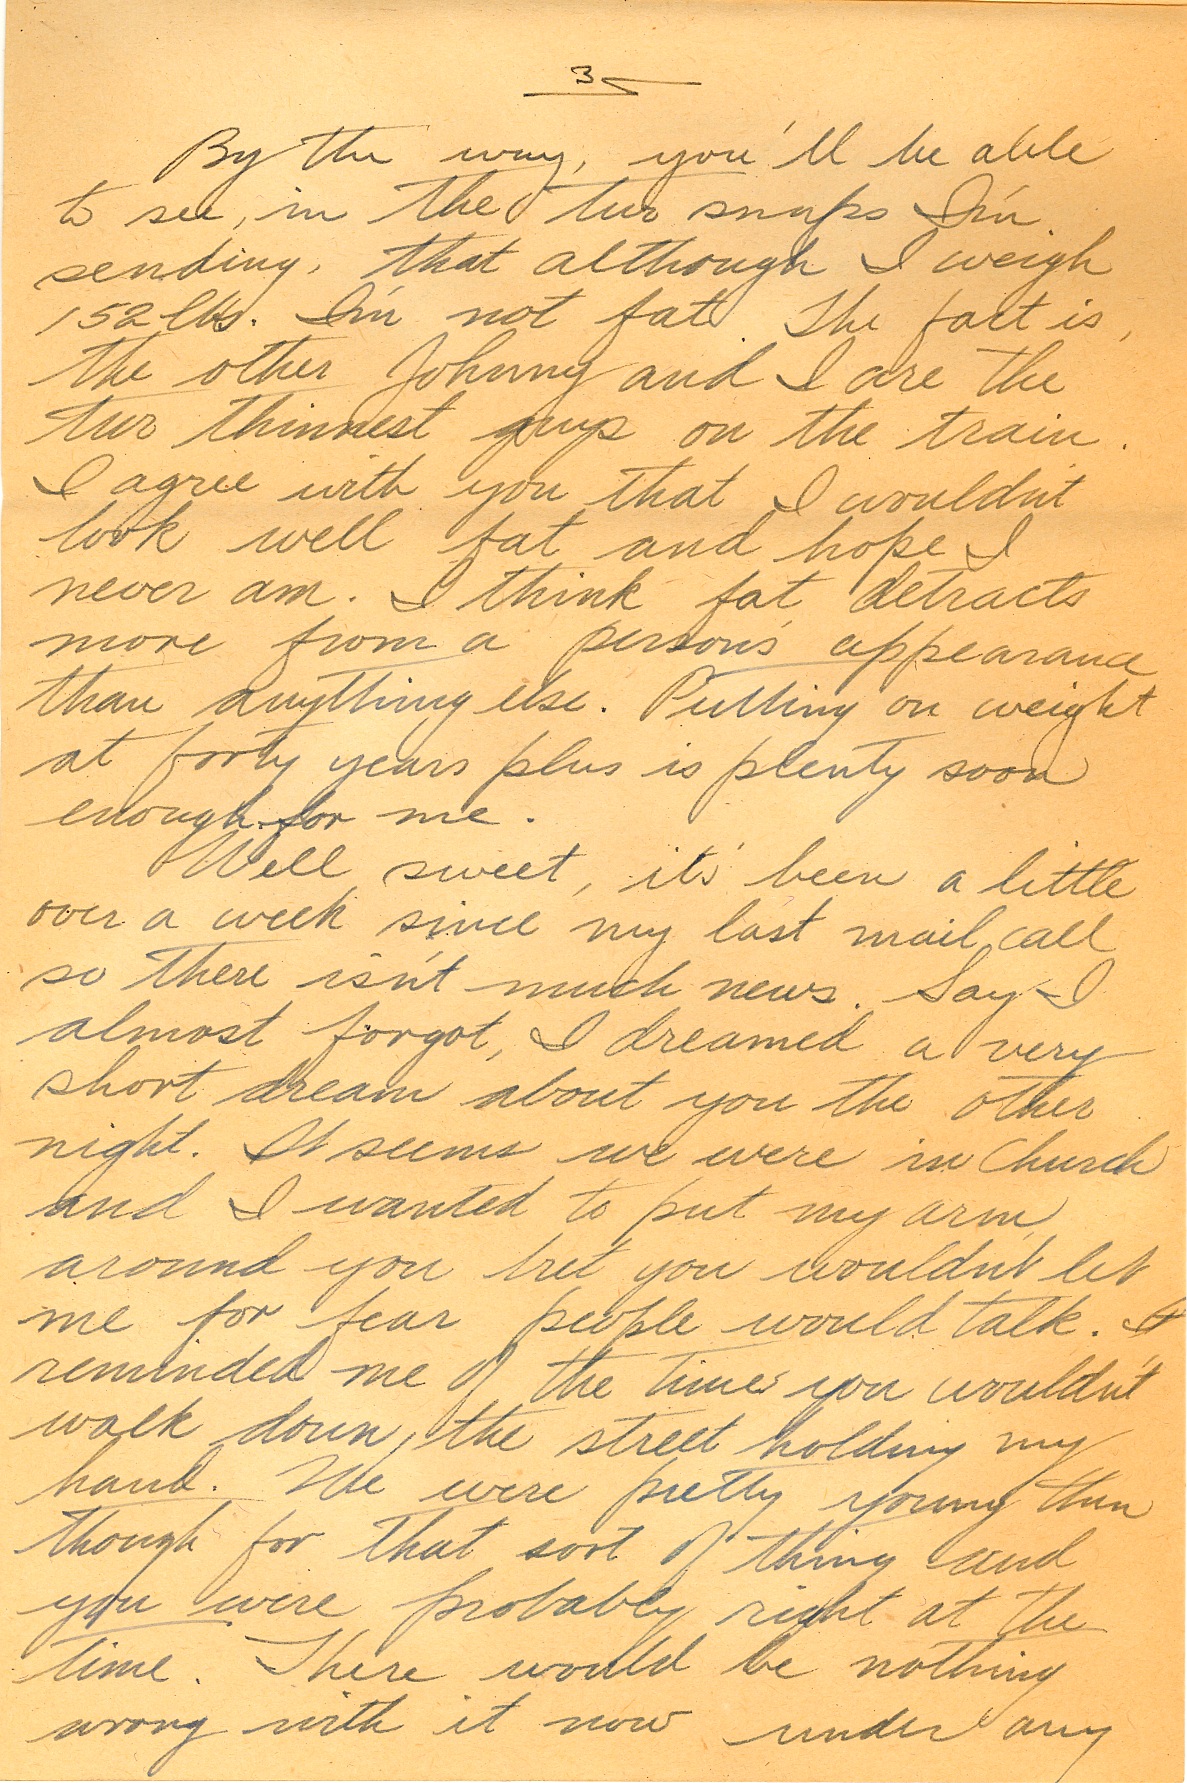 3
By the way, you'll be able
to see, in the two snaps I'm
sending, that although I weigh
152 lbs. I'm not fat. The fact is,
the other Johnny and I are the
two thinnest guys on the train.
I agree with you that I wouldn't
look well fat and hope I
never am. I think fat detracts
more from a person's appearance
than anything else. Putting on weight
at forty years plus is plenty soon
enough for me.
Well sweet, it's been a little
over a week since my last mail call
so there isn't much news. Say I
almost forgot, I dreamed a very
short dream about you the other
night. It seems we were in Church
and I wanted to put my arm
around you but you wouldn't let
me for fear people would talk. It
reminded me of the times you wouldn't
walk down the street holding my
hand. We were pretty young then
though for that sort of thing and
you were probably right at the
time. There would be nothing
wrong with it now under any